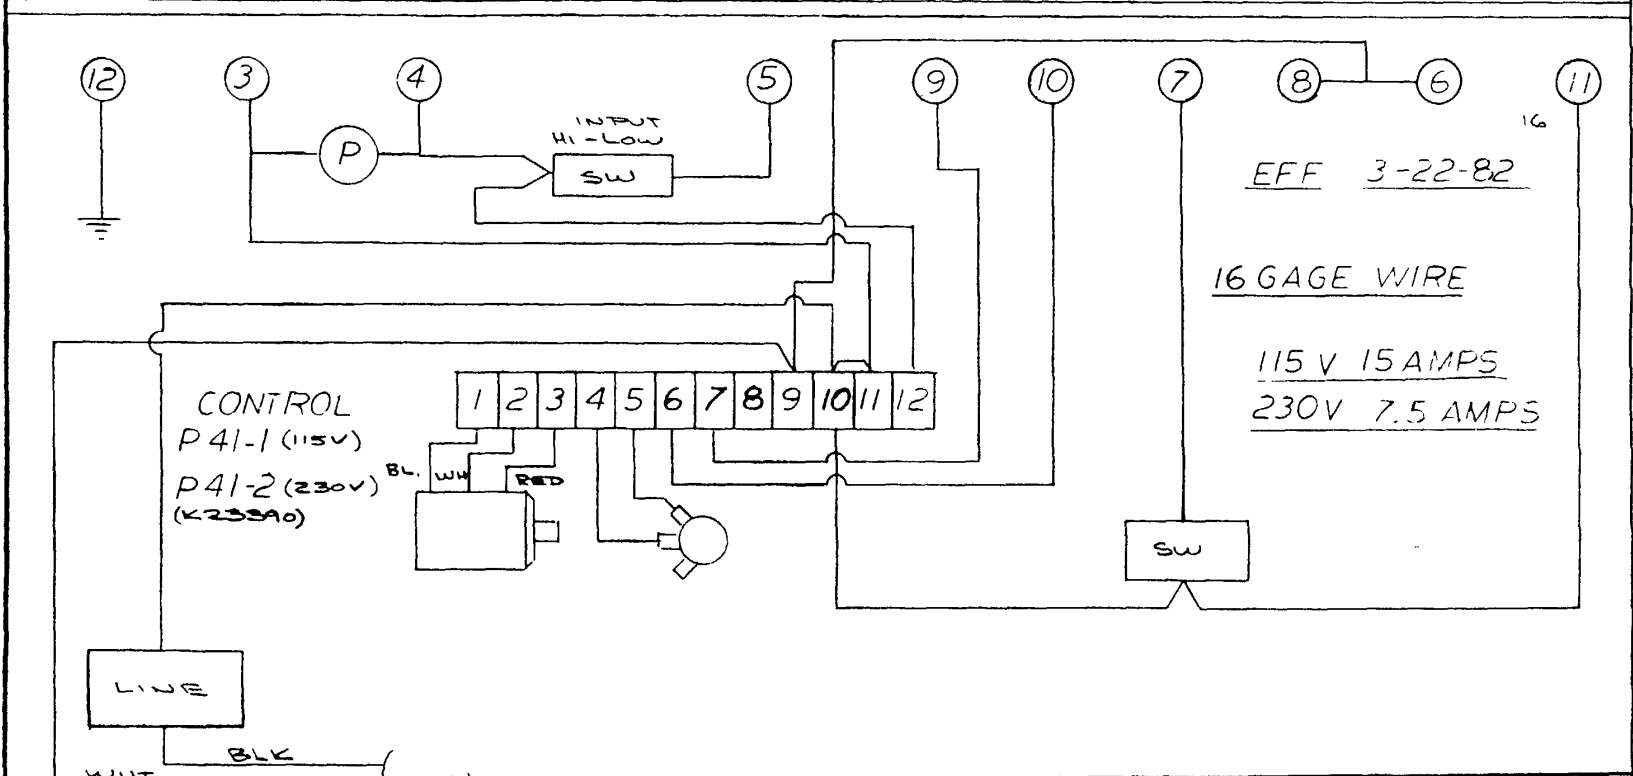 12 3 4 5 9 10 7 8 6 11
INPUT
HI-LOW
P
SW
16
EFF 3-22-82
16 GAGE WIRE
115 V 15 AMPS
230V 7.5 AMPS
CONTROL
P41-1 (115V)
P41-2 (230V)
(K23390)
1 2 3 4 5 6 7 8 9 10 11 12
BL. WH RED
SW
LINE
BLK
WHT